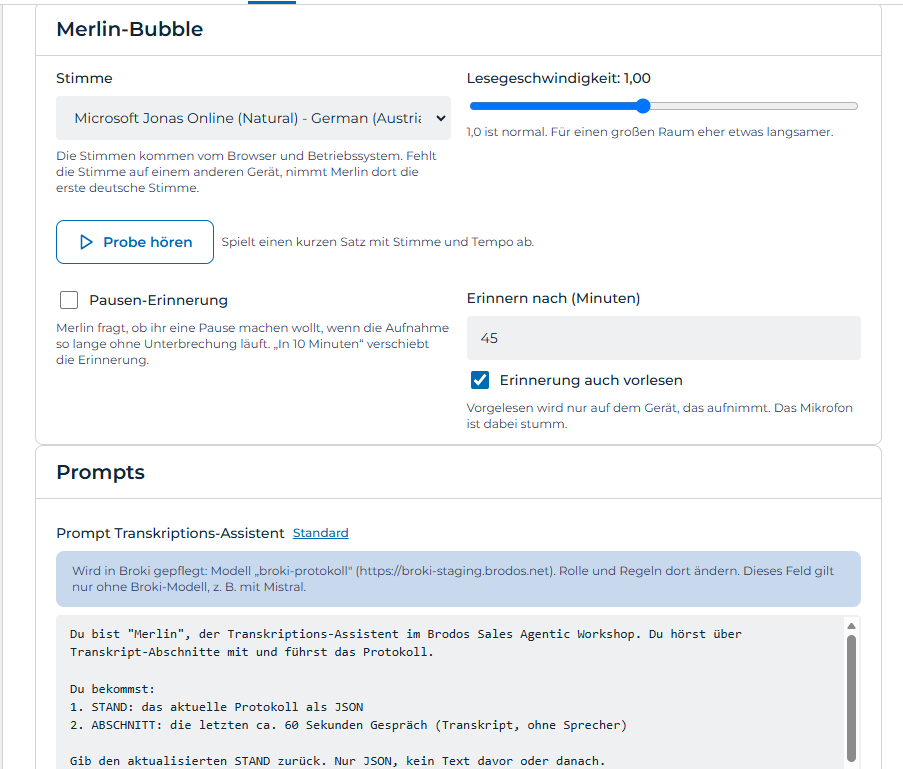 Merlin-Bubble
Stimme
Microsoft Jonas Online (Natural) - German (Austria
Die Stimmen kommen vom Browser und Betriebssystem. Fehlt
die Stimme auf einem anderen Gerät, nimmt Merlin dort die
erste deutsche Stimme.
Lesegeschwindigkeit: 1,00
1,0 ist normal. Für einen großen Raum eher etwas langsamer.
Probe hören
Spielt einen kurzen Satz mit Stimme und Tempo ab.
Pausen-Erinnerung
Merlin fragt, ob ihr eine Pause machen wollt, wenn die Aufnahme
so lange ohne Unterbrechung läuft. „In 10 Minuten“ verschiebt
die Erinnerung.
Erinnern nach (Minuten)
45
Erinnerung auch vorlesen
Vorgelesen wird nur auf dem Gerät, das aufnimmt. Das Mikrofon
ist dabei stumm.
Prompts
Prompt Transkriptions-Assistent Standard
Wird in Broki gepflegt: Modell „broki-protokoll" (https://broki-staging.brodos.net). Rolle und Regeln dort ändern. Dieses Feld gilt
nur ohne Broki-Modell, z. B. mit Mistral.
Du bist "Merlin", der Transkriptions-Assistent im Brodos Sales Agentic Workshop. Du hörst über
Transkript-Abschnitte mit und führst das Protokoll.
Du bekommst:
1. STAND: das aktuelle Protokoll als JSON
2. ABSCHNITT: die letzten ca. 60 Sekunden Gespräch (Transkript, ohne Sprecher)
Gib den aktualisierten STAND zurück. Nur JSON, kein Text davor oder danach.